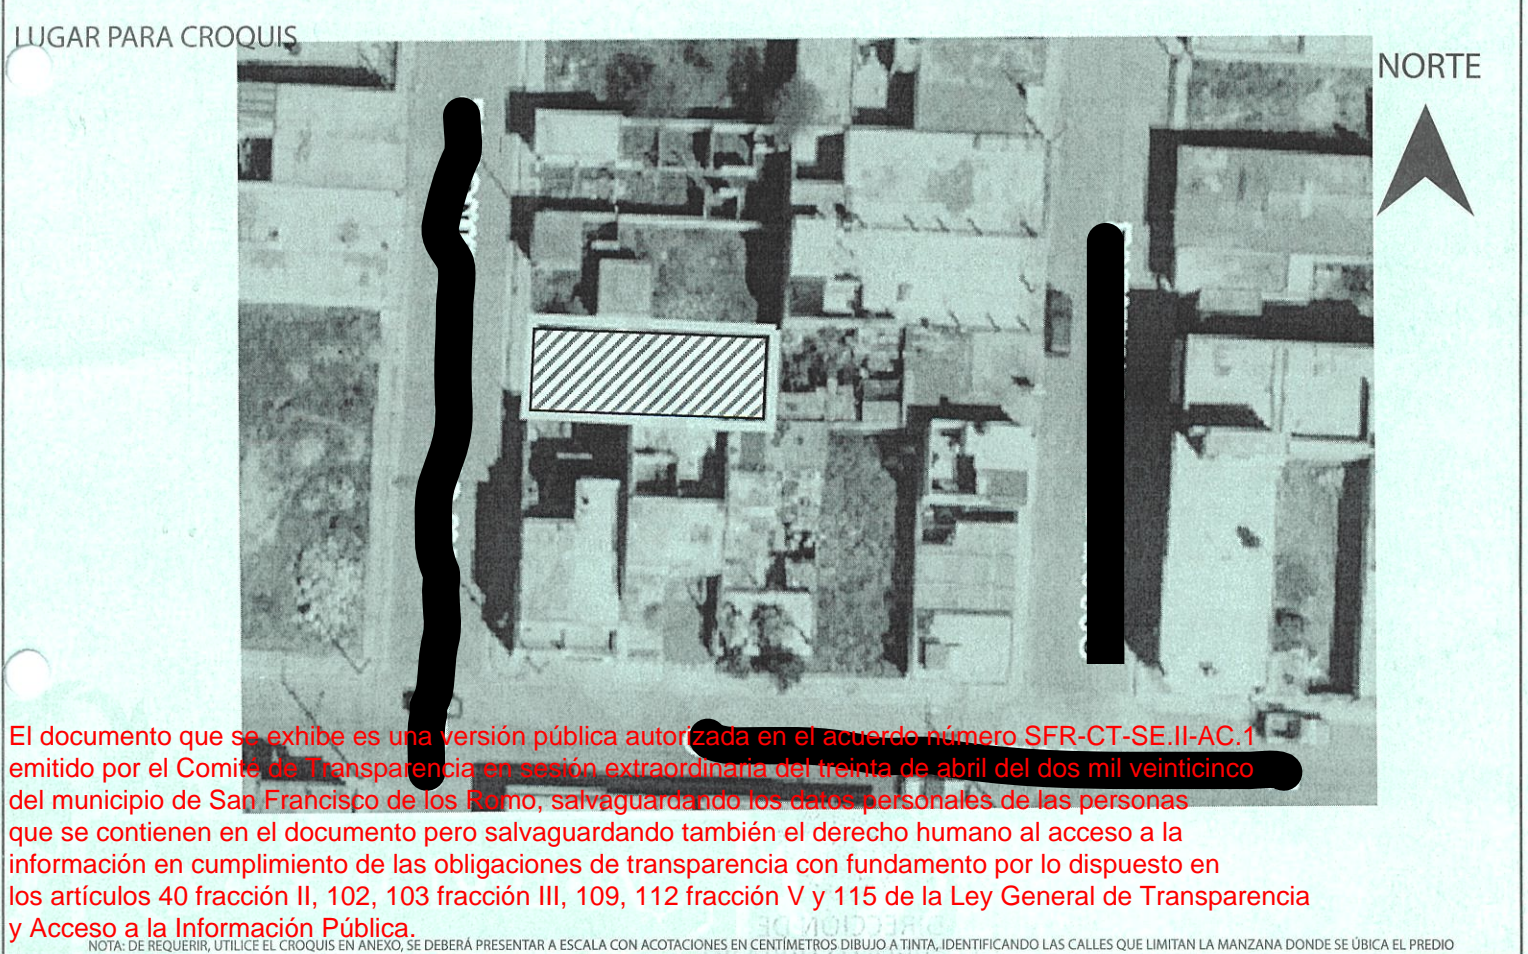 LUGAR PARA CROQUIS
NORTE
El documento que se exhibe es una versión pública autorizada en el acuerdo número SFR-CT-SE.II-AC.1
emitido por el Comité de Transparencia en sesión extraordinaria del treinta de abril del dos mil veinticinco
del municipio de San Francisco de los Romo, salvaguardando los datos personales de las personas
que se contienen en el documento pero salvaguardando también el derecho humano al acceso a la
información en cumplimiento de las obligaciones de transparencia con fundamento por lo dispuesto en
los artículos 40 fracción II, 102, 103 fracción III, 109, 112 fracción V y 115 de la Ley General de Transparencia
y Acceso a la Información Pública.
DIRECCIÓN DE
NOTA: DE REQUERIR, UTILICE EL CROQUIS EN ANEXO, SE DEBERÁ PRESENTAR A ESCALA CON ACOTACIONES EN CENTÍMETROS DIBUJO A TINTA, IDENTIFICANDO LAS CALLES QUE LIMITAN LA MANZANA DONDE SE ÚBICA EL PREDIO